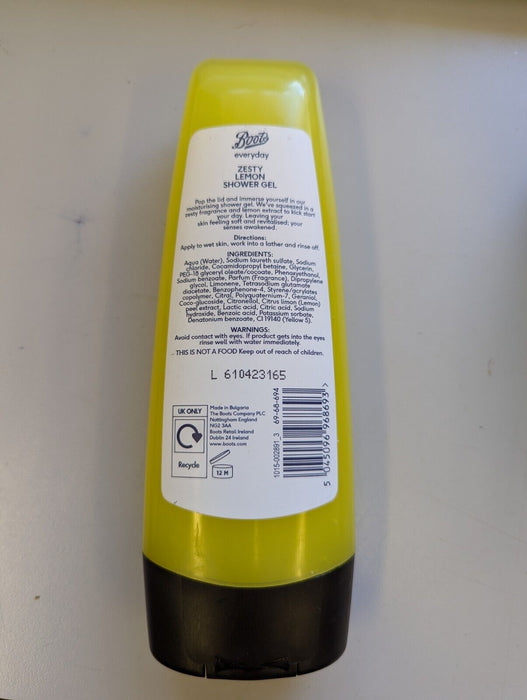 Boots
everyday
ZESTY
LEMON
SHOWER GEL
Pop the lid and immerse yourself in our
moisturising shower gel. We've squeezed in a
zesty fragrance and lemon extract to kick start
your day. Leaving your
skin feeling soft and revitalised; your
senses awakened.
Directions:
Apply to wet skin, work into a lather and rinse off.
INGREDIENTS:
Aqua (Water), Sodium laureth sulfate, Sodium
chloride, Cocamidopropyl betaine, Glycerin,
PEG-18 glyceryl oleate/cocoate, Phenoxyethanol,
Sodium benzoate, Parfum (Fragrance), Dipropylene
glycol, Limonene, Tetrasodium glutamate
diacetate, Benzophenone-4, Styrene/acrylates
copolymer, Citral, Polyquaternium-7, Geraniol,
Coco-glucoside, Citronellol, Citrus limon (Lemon)
peel extract, Lactic acid, Citric acid, Sodium
hydroxide, Benzoic acid, Potassium sorbate,
Denatonium benzoate, CI 19140 (Yellow 5).
WARNINGS:
Avoid contact with eyes. If product gets into the eyes
rinse well with water immediately.
THIS IS NOT A FOOD Keep out of reach of children.
L 610423165
UK ONLY
Recycle
Made in Bulgaria
The Boots Company PLC
Nottingham England
NG2 3AA
Boots Retail Ireland
Dublin 24 Ireland
www.boots.com
12 M
1015-002891_3
69-68-694
5 045096 968693